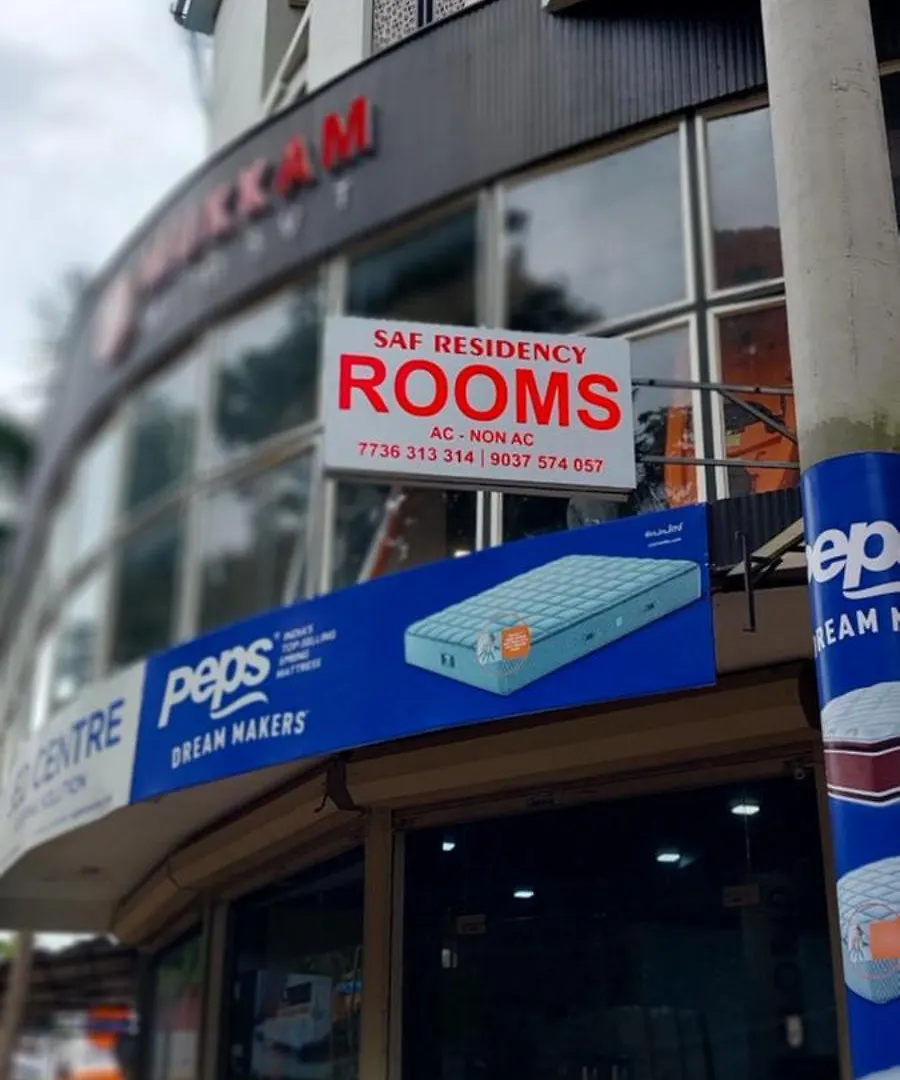 SAF RESIDENCY
ROOMS
AC - NON AC
7736 313 314 | 9037 574 057
peps
INDIA'S
TOP-SELLING
SPRING
MATTRESS
DREAM MAKERS
CENTRE
peps
DREAM M